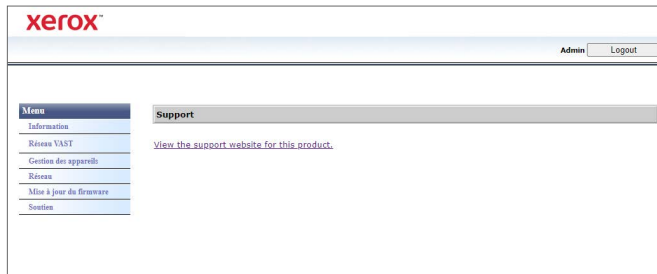 xerox™
Admin Logout
Menu
Support
Information
Réseau VAST
View the support website for this product.
Gestion des appareils
Réseau
Mise à jour du firmware
Soutien